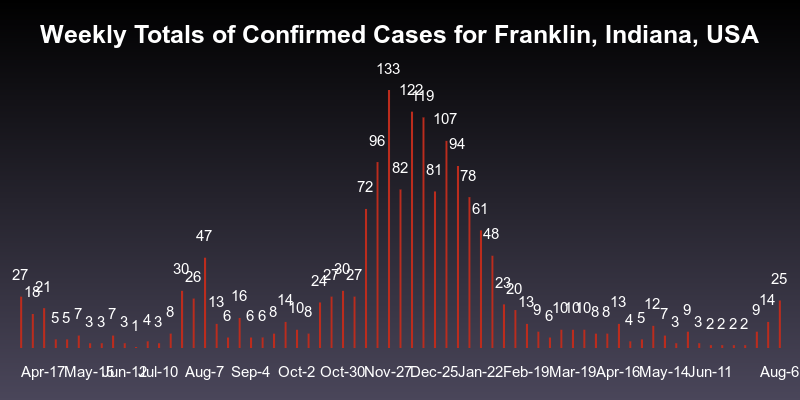 Weekly Totals of Confirmed Cases for Franklin, Indiana, USA
27 18 21 5 5 7 3 3 7 3 1 4 3 8 30 26 47 13 6 16 6 6 8 14 10 8 24 27 30 27 72 96 133 82 122 119 81 107 94 78 61 48 23 20 13 9 6 10 10 10 8 8 13 4 5 12 7 3 9 3 2 2 2 2 9 14 25
Apr-17 May-15 Jun-12 Jul-10 Aug-7 Sep-4 Oct-2 Oct-30 Nov-27 Dec-25 Jan-22 Feb-19 Mar-19 Apr-16 May-14 Jun-11 Aug-6